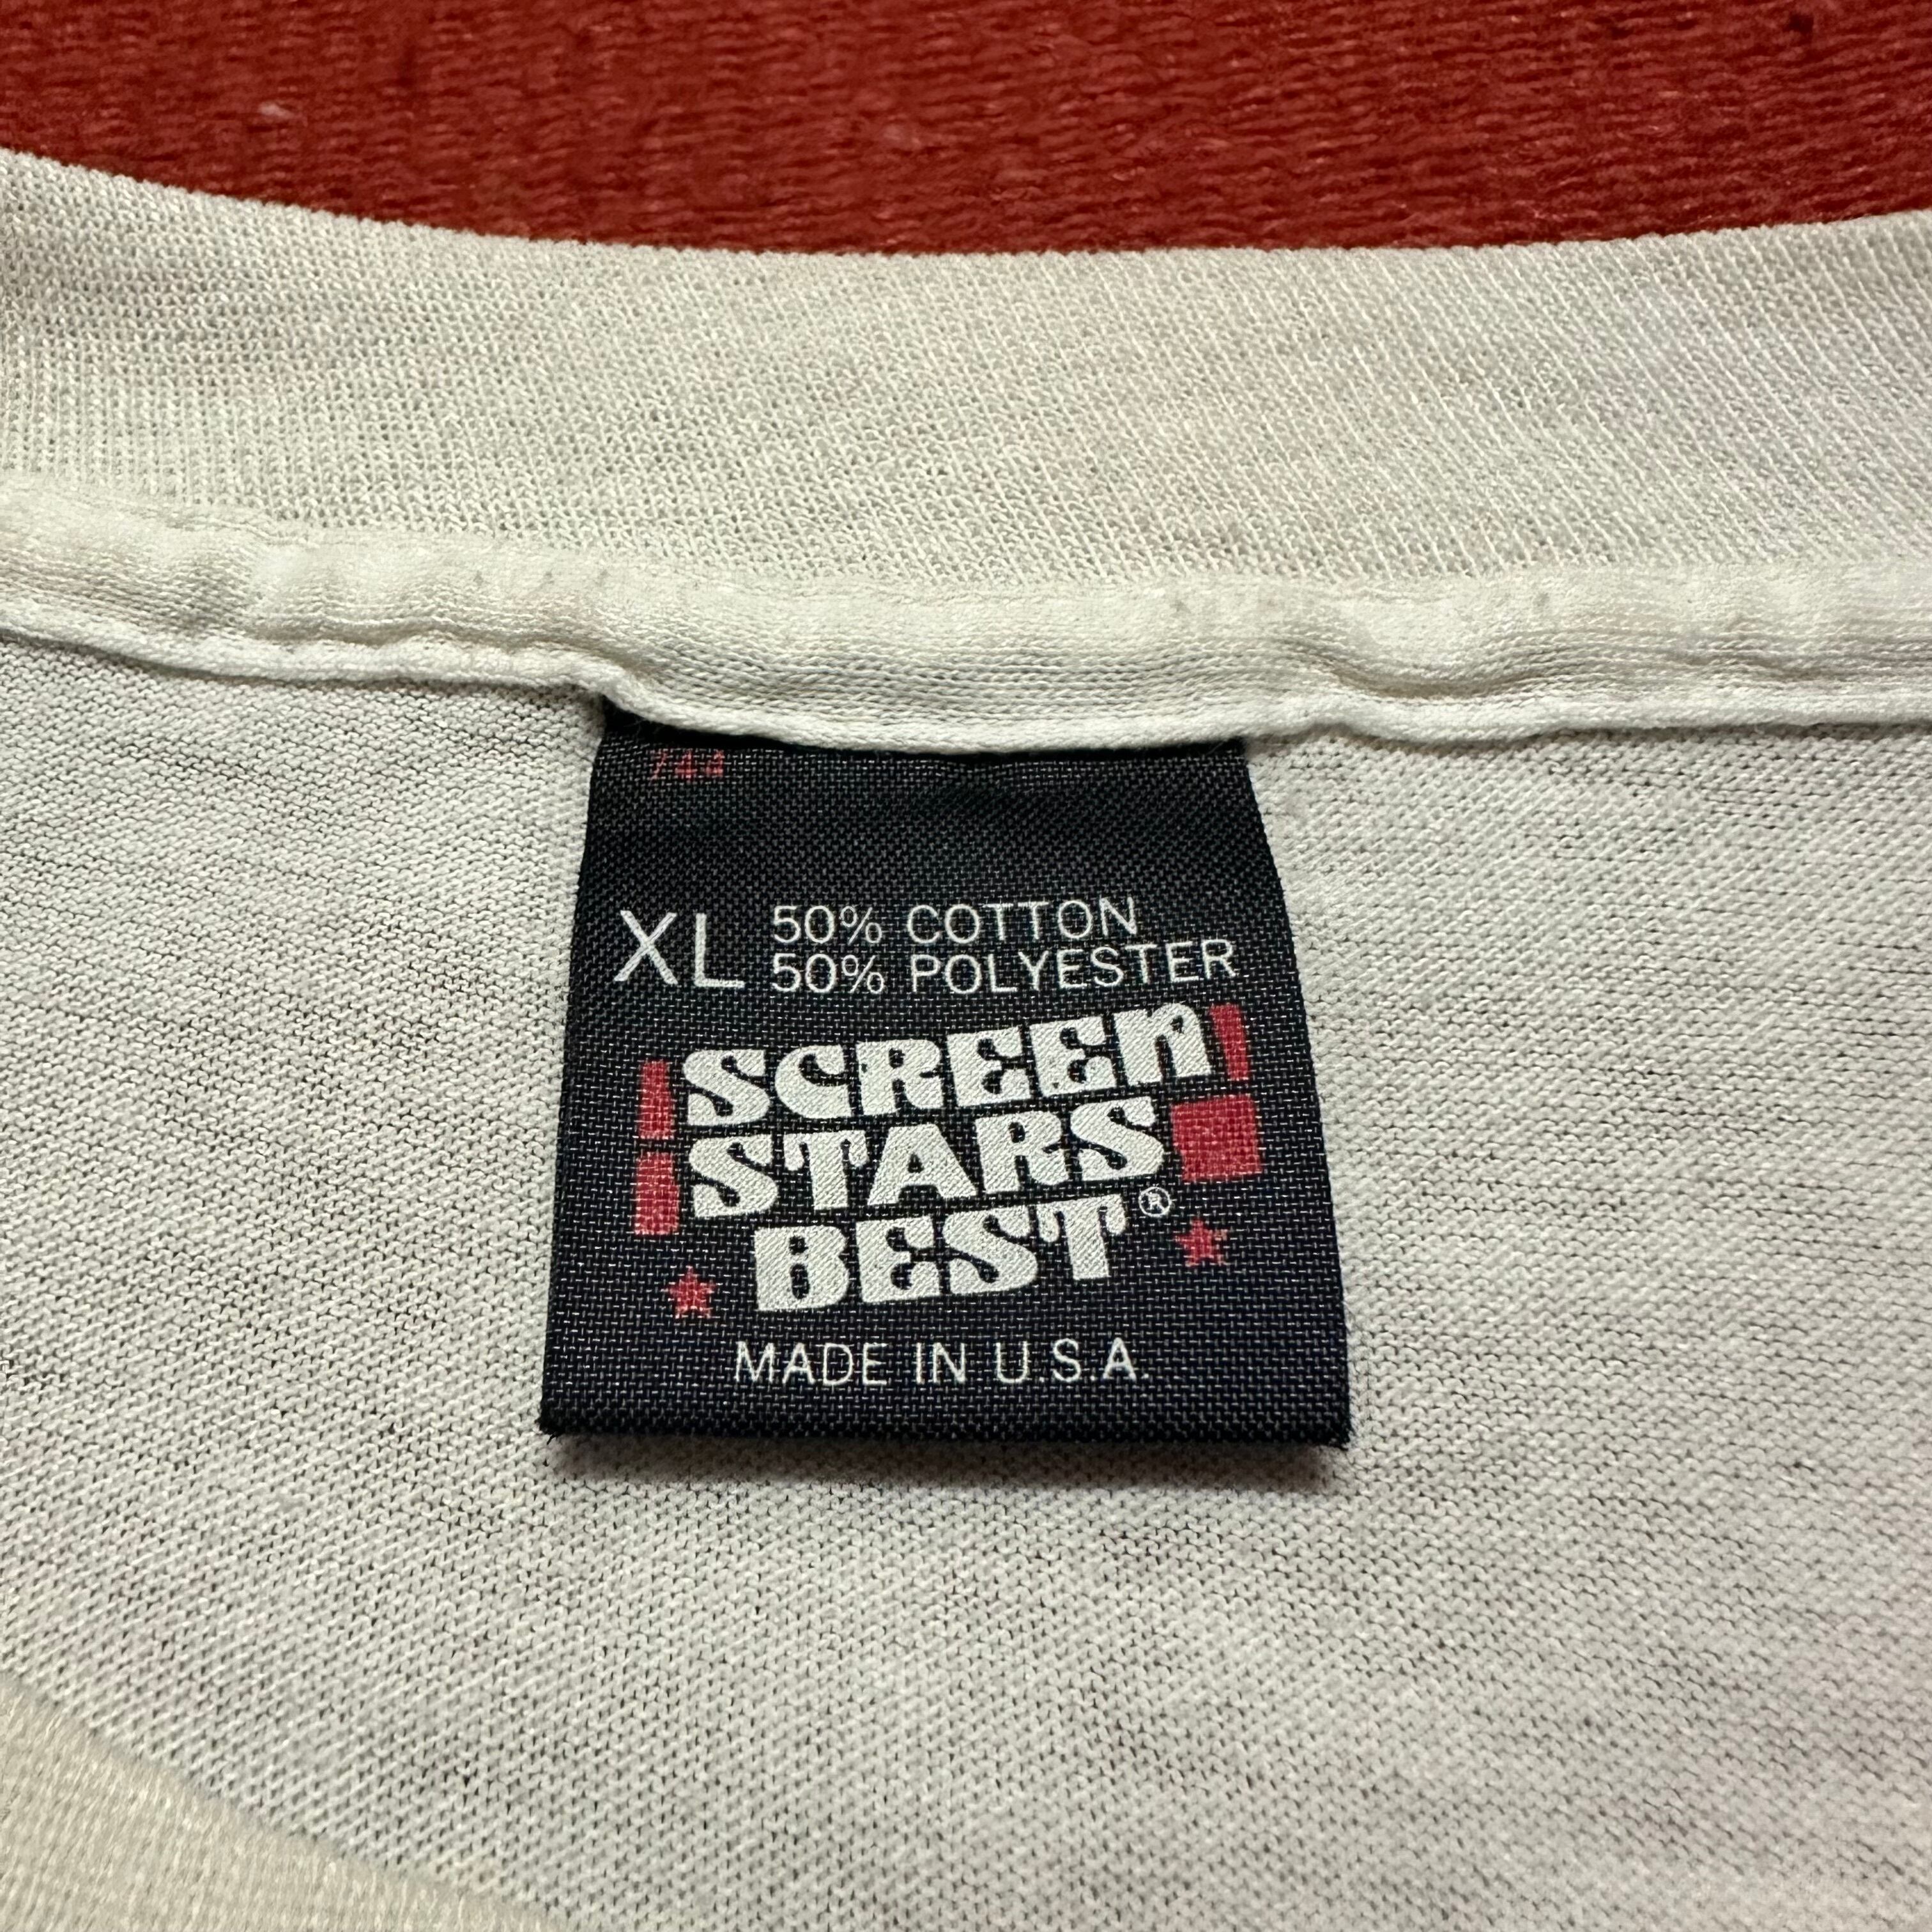 XL 50% COTTON
50% POLYESTER
SCREEN
STARS
BEST®
MADE IN U.S.A.